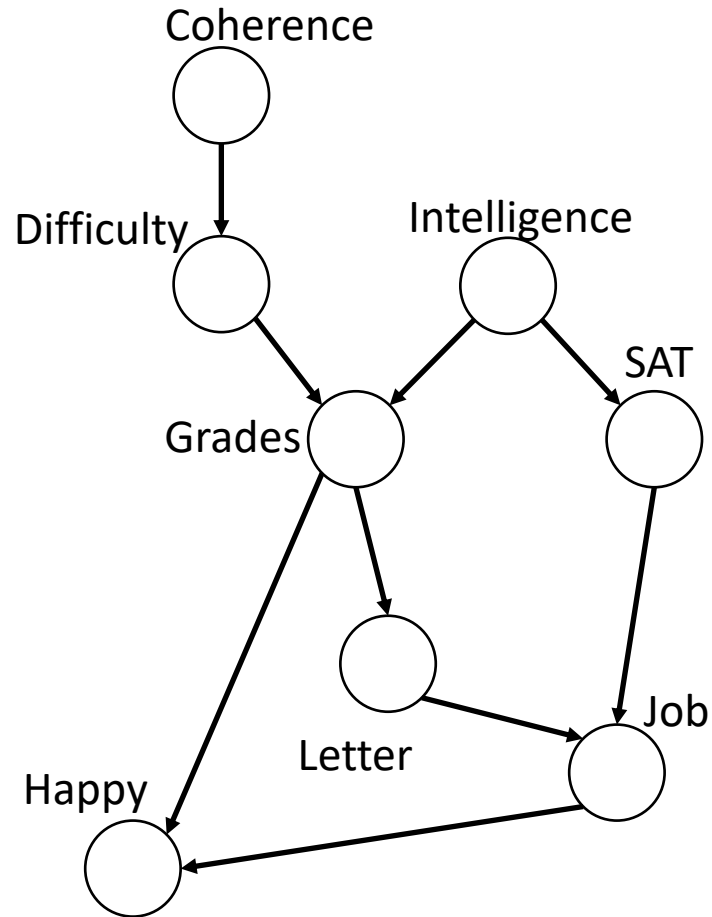 Coherence
Difficulty
Intelligence
SAT
Grades
Job
Letter
Happy